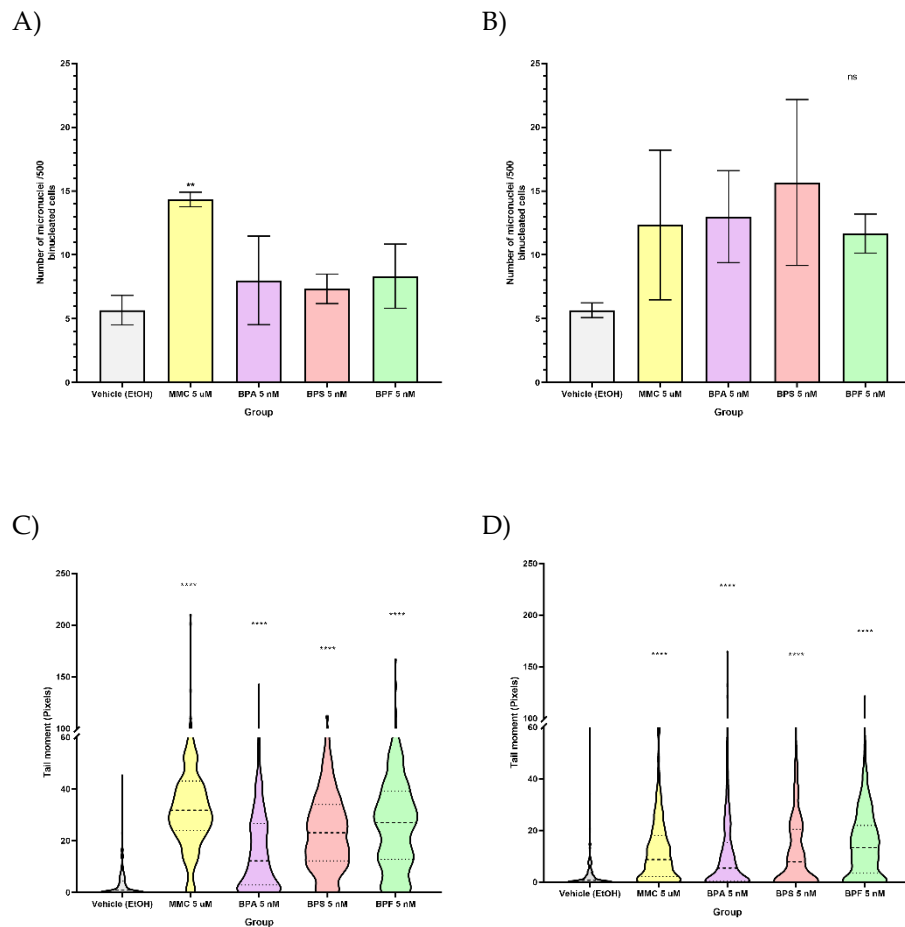 A)
B)
Number of micronuclei /500
binucleated cells
25
20
15
10
5
0
**
Vehicle (EtOH) MMC 5 uM BPA 5 nM BPS 5 nM BPF 5 nM
Group
Number of micronuclei /500
binucleated cells
25
20
15
10
5
0
ns
Vehicle (EtOH) MMC 5 uM BPA 5 nM BPS 5 nM BPF 5 nM
Group
C)
D)
Tail moment (Pixels)
250
200
150
100
60
40
20
0
**** **** **** ****
Vehicle (EtOH) MMC 5 uM BPA 5 nM BPS 5 nM BPF 5 nM
Group
Tail moment (Pixels)
250
200
150
100
60
40
20
0
**** **** **** ****
Vehicle (EtOH) MMC 5 uM BPA 5 nM BPS 5 nM BPF 5 nM
Group